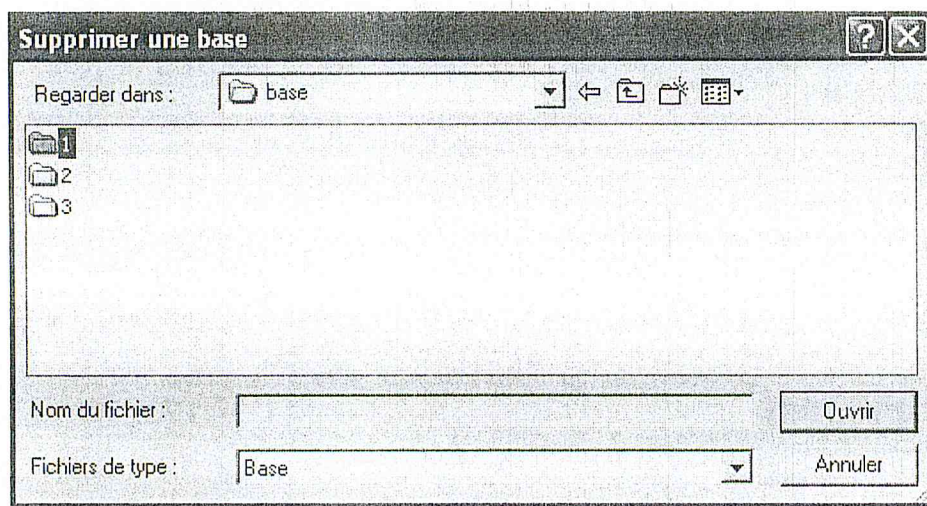 Supprimer une base
Regarder dans : base
1
2
3
Nom du fichier : Ouvrir
Fichiers de type : Base Annuler